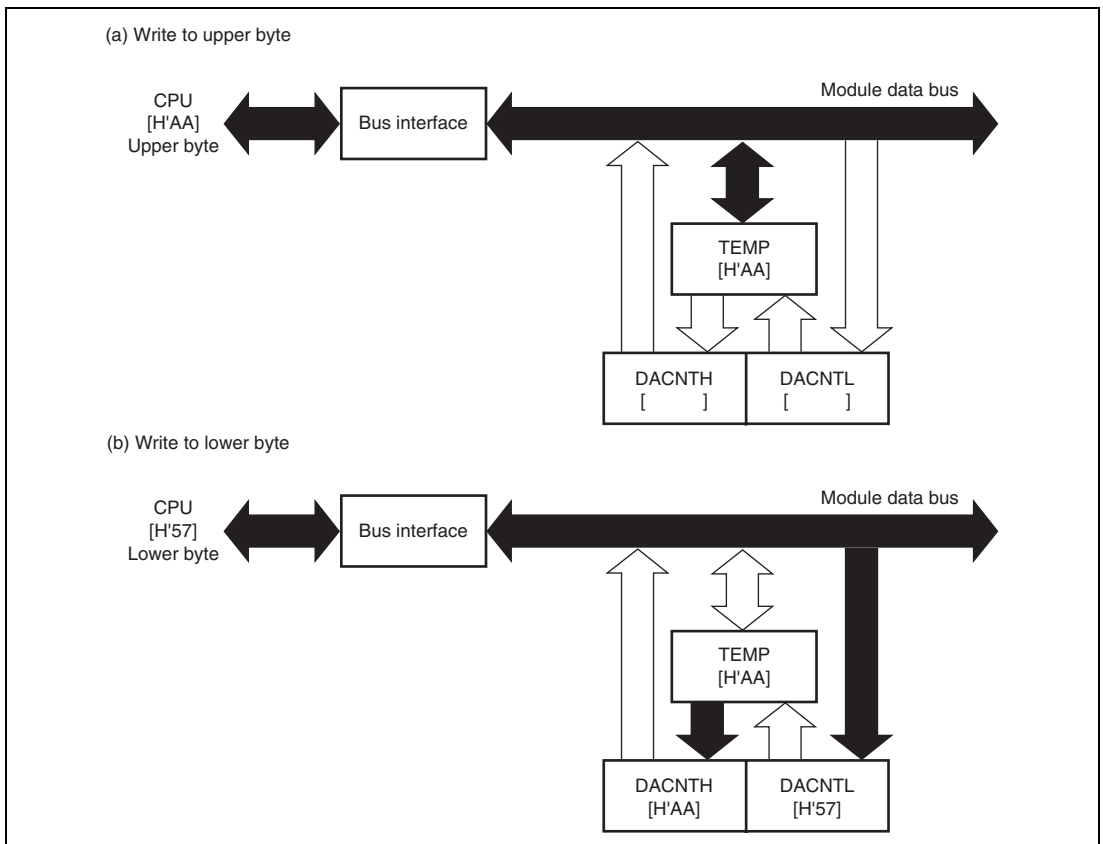 (a) Write to upper byte
CPU
[H'AA]
Upper byte
Bus interface
Module data bus
TEMP
[H'AA]
DACNTH
[ ]
DACNTL
[ ]
(b) Write to lower byte
CPU
[H'57]
Lower byte
Bus interface
Module data bus
TEMP
[H'AA]
DACNTH
[H'AA]
DACNTL
[H'57]